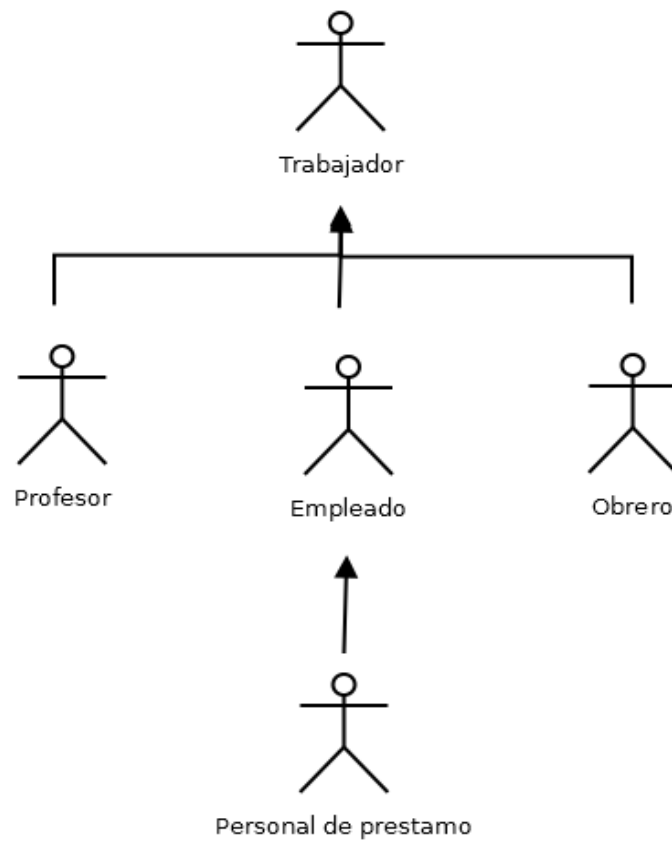 Trabajador
Profesor
Empleado
Obrero
Personal de prestamo